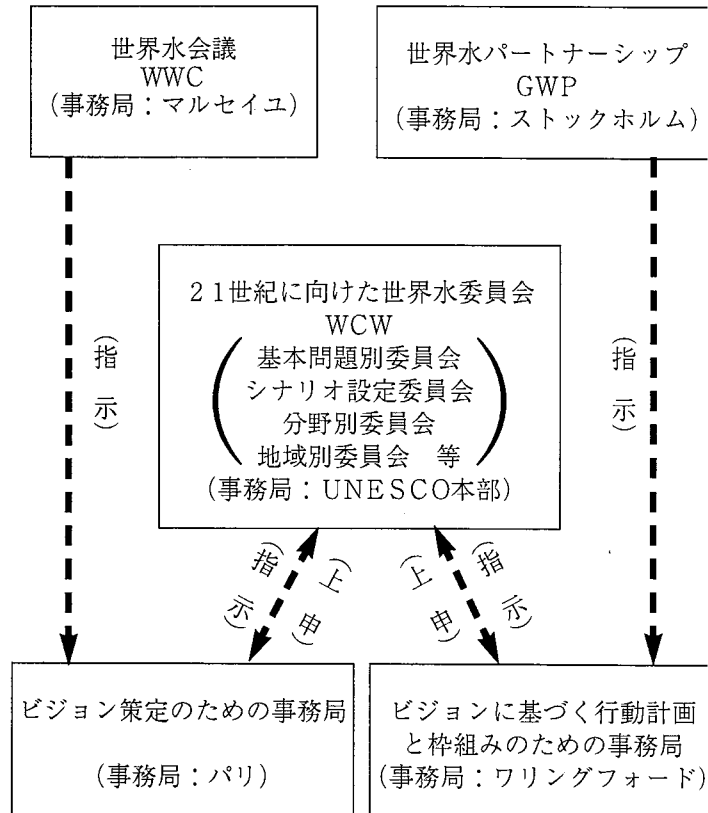 世界水会議
WWC
(事務局：マルセイユ)
世界水パートナーシップ
GWP
(事務局：ストックホルム)
21世紀に向けた世界水委員会
WCW
基本問題別委員会
シナリオ設定委員会
分野別委員会
地域別委員会　等
(事務局：UNESCO本部)
(指示)
(指示)
(指示)
(上申)
(上申)
(指示)
ビジョン策定のための事務局
(事務局：パリ)
ビジョンに基づく行動計画
と枠組みのための事務局
(事務局：ワリングフォード)